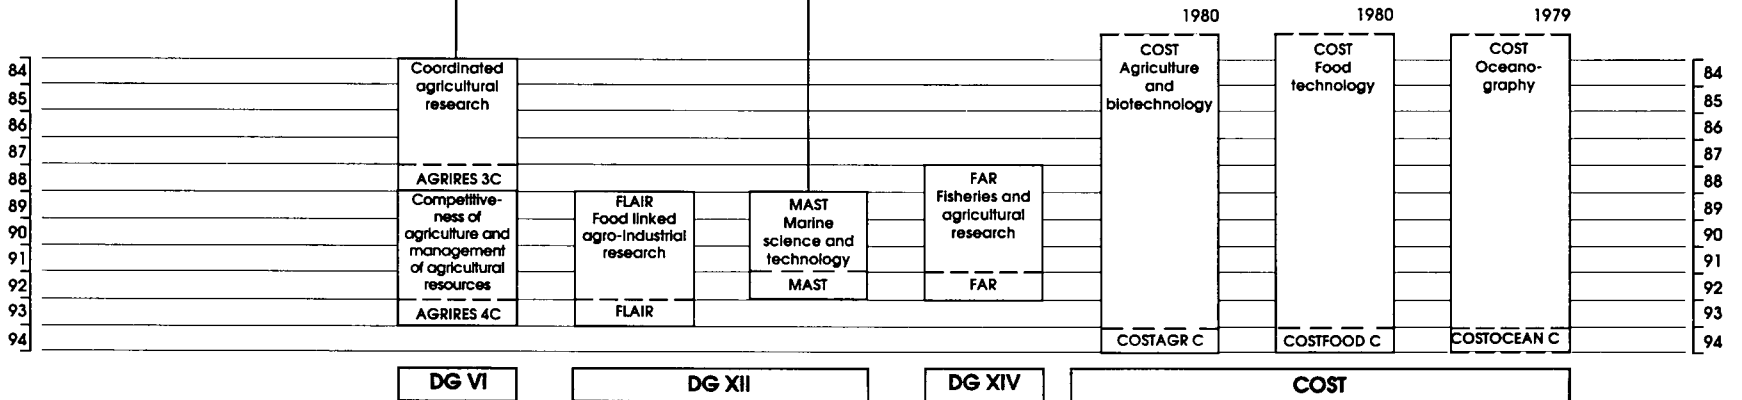 1980
1980
1979
84
85
86
87
88
89
90
91
92
93
94
Coordinated
agricultural
research
AGRIRES 3C
Competitive-
ness of
agriculture and
management
of agricultural
resources
AGRIRES 4C
FLAIR
Food linked
agro-industrial
research
FLAIR
MAST
Marine
science and
technology
MAST
FAR
Fisheries and
agricultural
research
FAR
COST
Agriculture
and
biotechnology
COSTAGR C
COST
Food
technology
COSTFOOD C
COST
Oceano-
graphy
COSTOCEAN C
84
85
86
87
88
89
90
91
92
93
94
DG VI
DG XII
DG XIV
COST